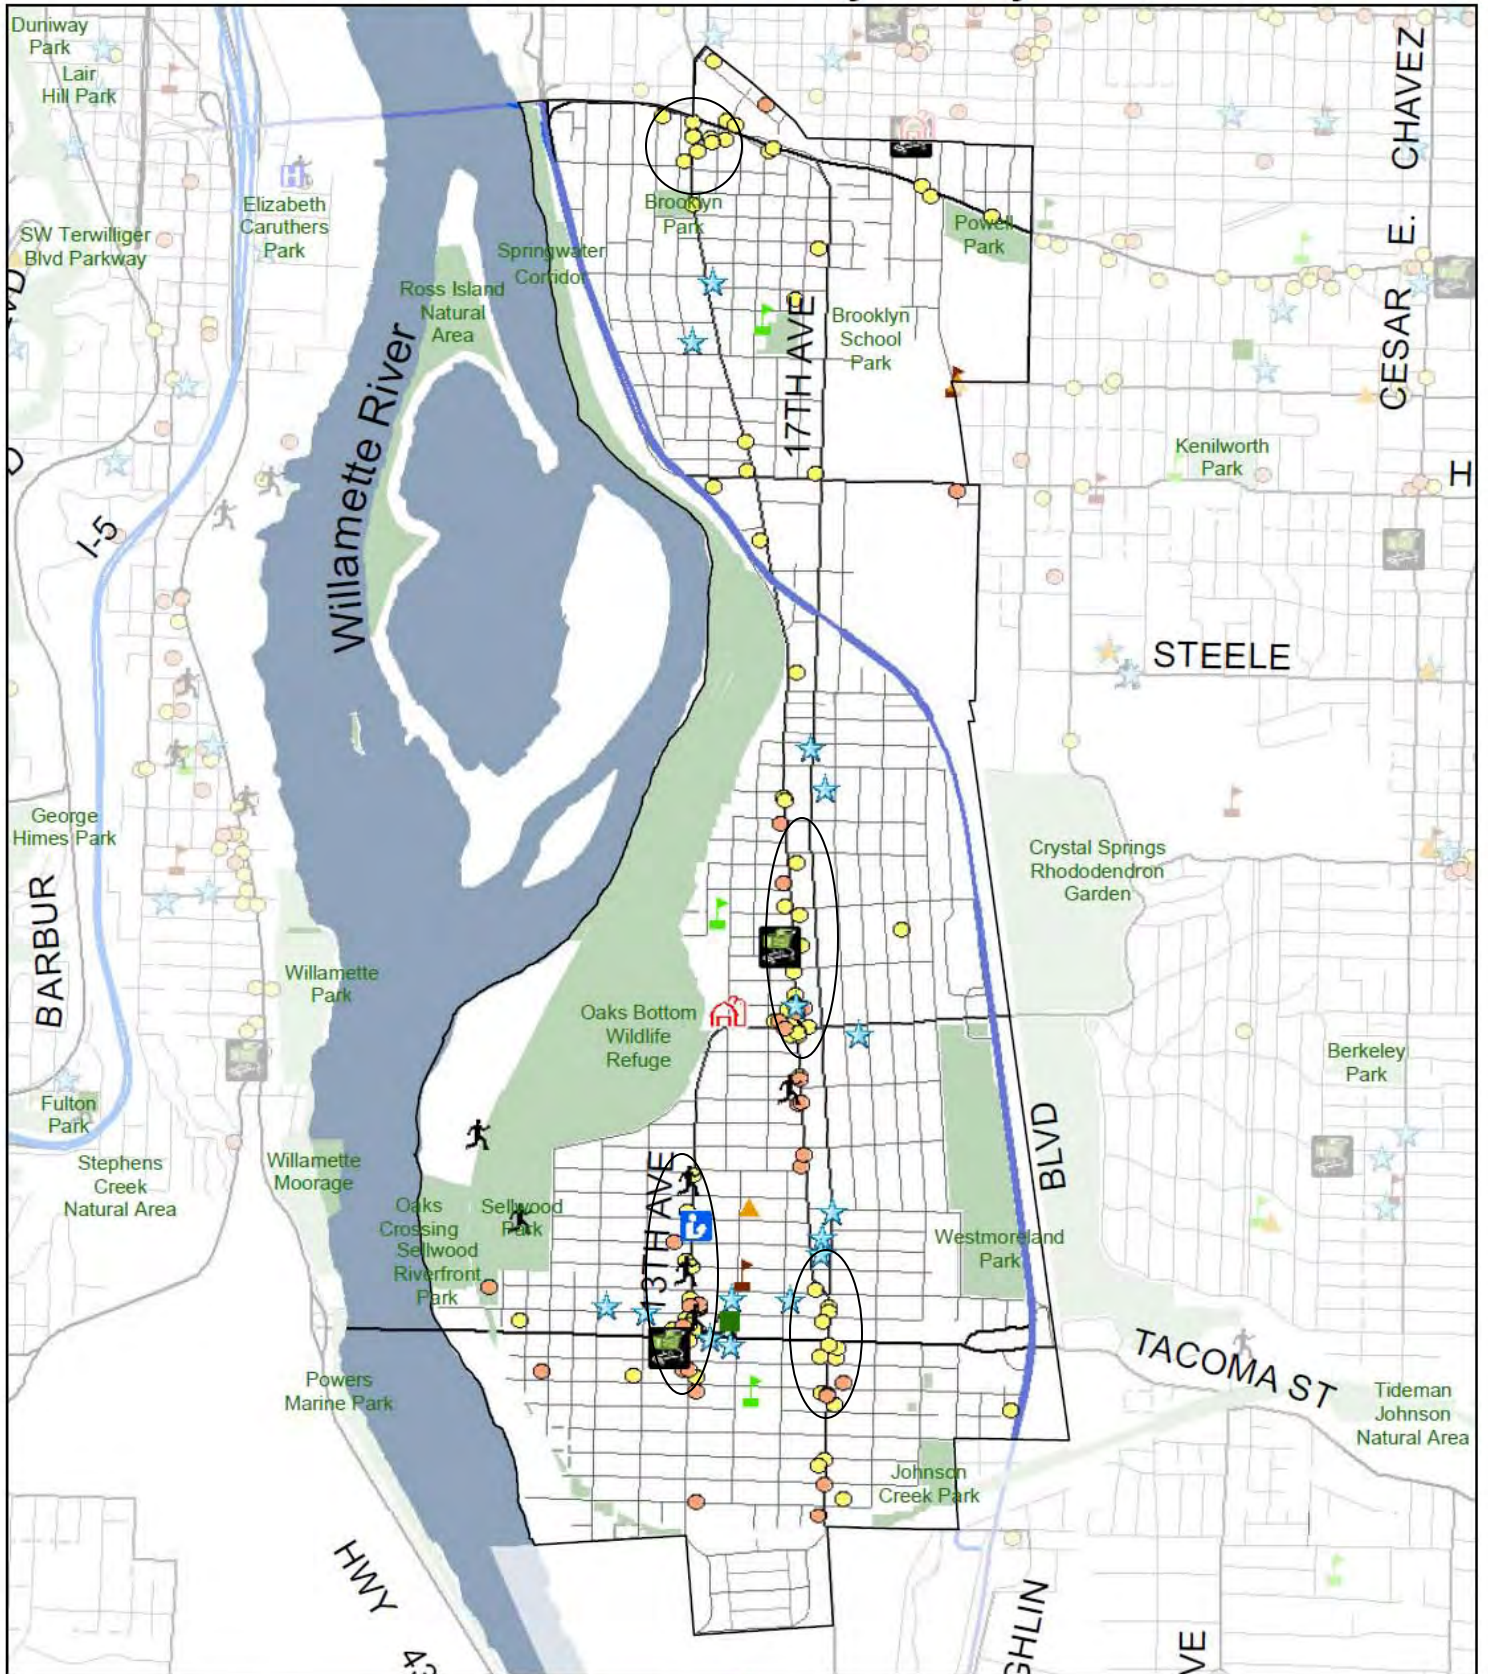 Duniway
Park
Lair
Hill Park
CESAR E. CHAVEZ
Elizabeth
Caruthers
Park
SW Terwilliger
Blvd Parkway
Brooklyn
Park
Powell
Park
Springwater
Corridor
Ross Island
Natural
Area
Brooklyn
School
Park
17TH AVE
Willamette River
Kenilworth
Park
H
I-5
STEELE
George
Himes Park
Crystal Springs
Rhododendron
Garden
BARBUR
Willamette
Park
Oaks Bottom
Wildlife
Refuge
Berkeley
Park
Fulton
Park
BLVD
Stephens
Creek
Natural Area
Willamette
Moorage
13TH AVE
Oaks
Crossing
Sellwood
Riverfront
Park
Sellwood
Park
Westmoreland
Park
TACOMA ST
Powers
Marine Park
Tideman
Johnson
Natural Area
Johnson
Creek Park
HWY
43
GHLIN
VE